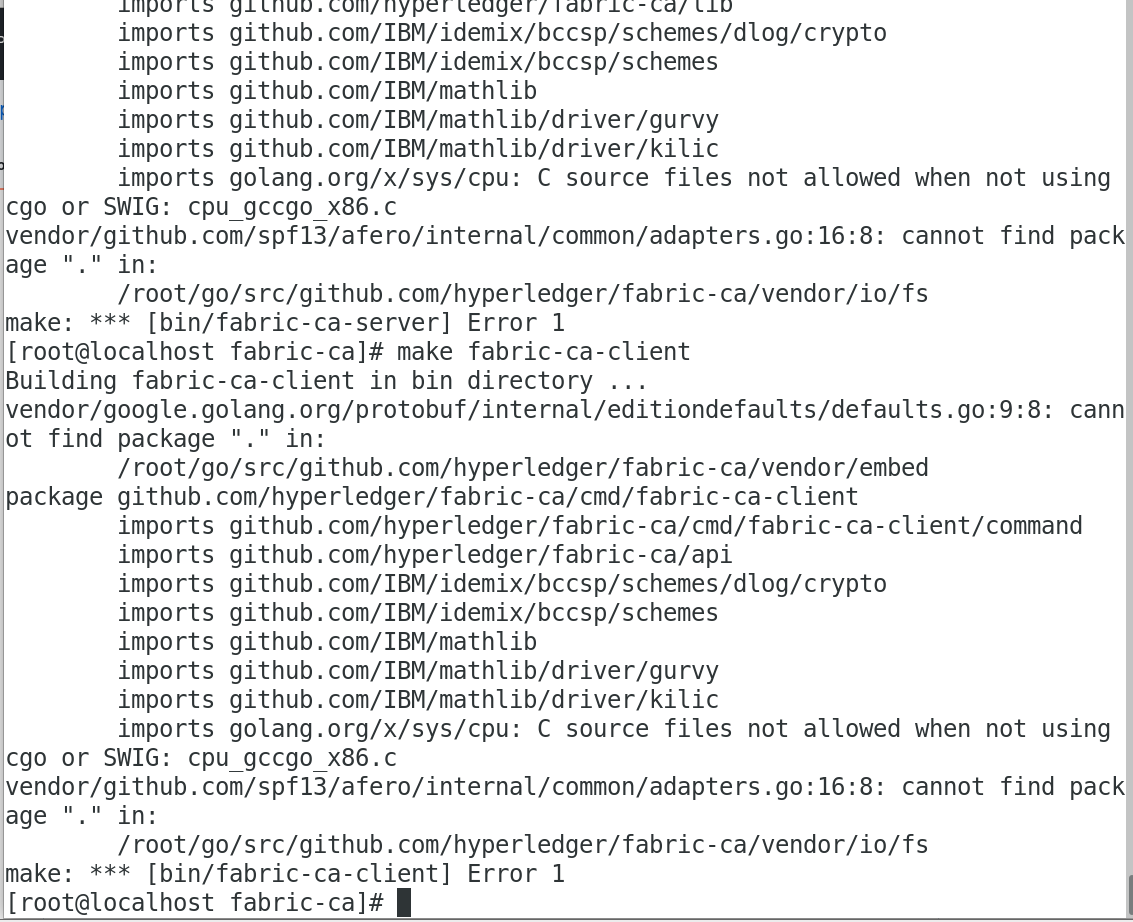 imports github.com/hyperledger/fabric-ca/lib
imports github.com/IBM/idemix/bccsp/schemes/dlog/crypto
imports github.com/IBM/idemix/bccsp/schemes
imports github.com/IBM/mathlib
imports github.com/IBM/mathlib/driver/gurvy
imports github.com/IBM/mathlib/driver/kilic
imports golang.org/x/sys/cpu: C source files not allowed when not using
cgo or SWIG: cpu_gccgo_x86.c
vendor/github.com/spf13/afero/internal/common/adapters.go:16:8: cannot find pack
age "." in:
/root/go/src/github.com/hyperledger/fabric-ca/vendor/io/fs
make: *** [bin/fabric-ca-server] Error 1
[root@localhost fabric-ca]# make fabric-ca-client
Building fabric-ca-client in bin directory ...
vendor/google.golang.org/protobuf/internal/editiondefaults/defaults.go:9:8: cann
ot find package "." in:
/root/go/src/github.com/hyperledger/fabric-ca/vendor/embed
package github.com/hyperledger/fabric-ca/cmd/fabric-ca-client
imports github.com/hyperledger/fabric-ca/cmd/fabric-ca-client/command
imports github.com/hyperledger/fabric-ca/api
imports github.com/IBM/idemix/bccsp/schemes/dlog/crypto
imports github.com/IBM/idemix/bccsp/schemes
imports github.com/IBM/mathlib
imports github.com/IBM/mathlib/driver/gurvy
imports github.com/IBM/mathlib/driver/kilic
imports golang.org/x/sys/cpu: C source files not allowed when not using
cgo or SWIG: cpu_gccgo_x86.c
vendor/github.com/spf13/afero/internal/common/adapters.go:16:8: cannot find pack
age "." in:
/root/go/src/github.com/hyperledger/fabric-ca/vendor/io/fs
make: *** [bin/fabric-ca-client] Error 1
[root@localhost fabric-ca]#